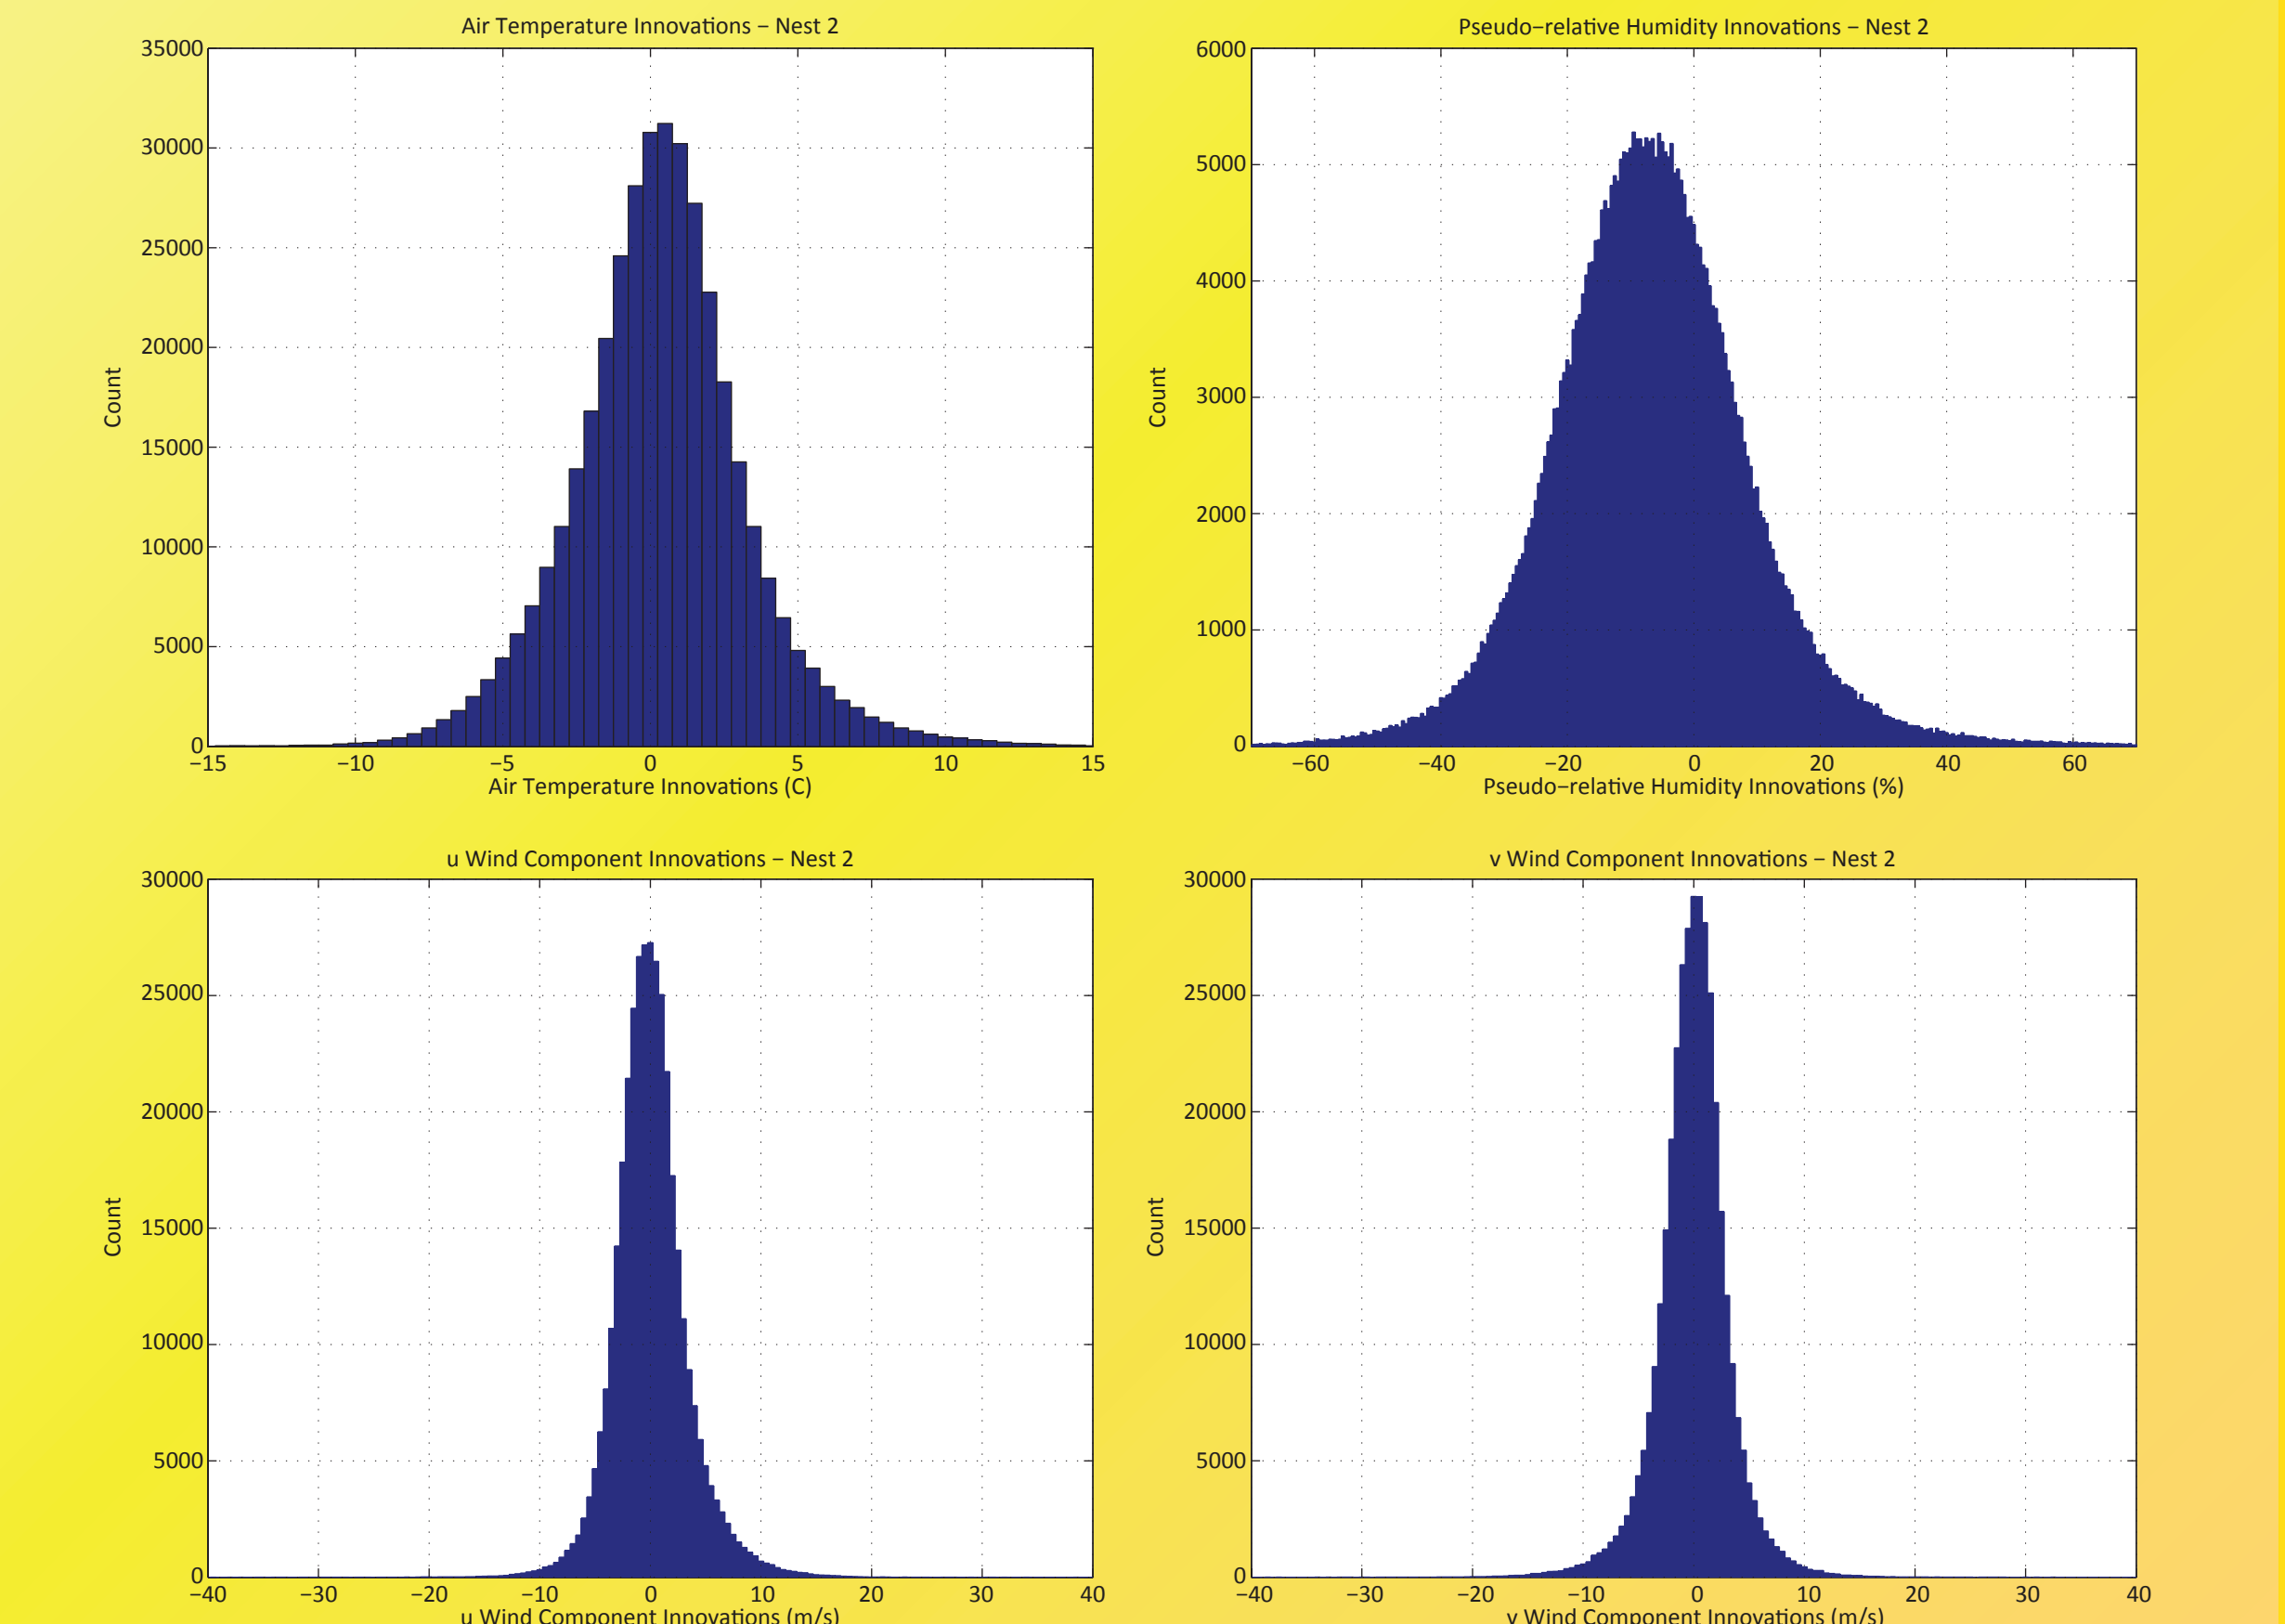 Air Temperature Innovations − Nest 2
35000
30000
25000
20000
15000
10000
5000
0
Count
−15 −10 −5 0 5 10 15
Air Temperature Innovations (C)
Pseudo−relative Humidity Innovations − Nest 2
6000
5000
4000
3000
2000
1000
0
Count
−60 −40 −20 0 20 40 60
Pseudo−relative Humidity Innovations (%)
u Wind Component Innovations − Nest 2
30000
25000
20000
15000
10000
5000
0
Count
−40 −30 −20 −10 0 10 20 30 40
u Wind Component Innovations (m/s)
v Wind Component Innovations − Nest 2
30000
25000
20000
15000
10000
5000
0
Count
−40 −30 −20 −10 0 10 20 30 40
v Wind Component Innovations (m/s)